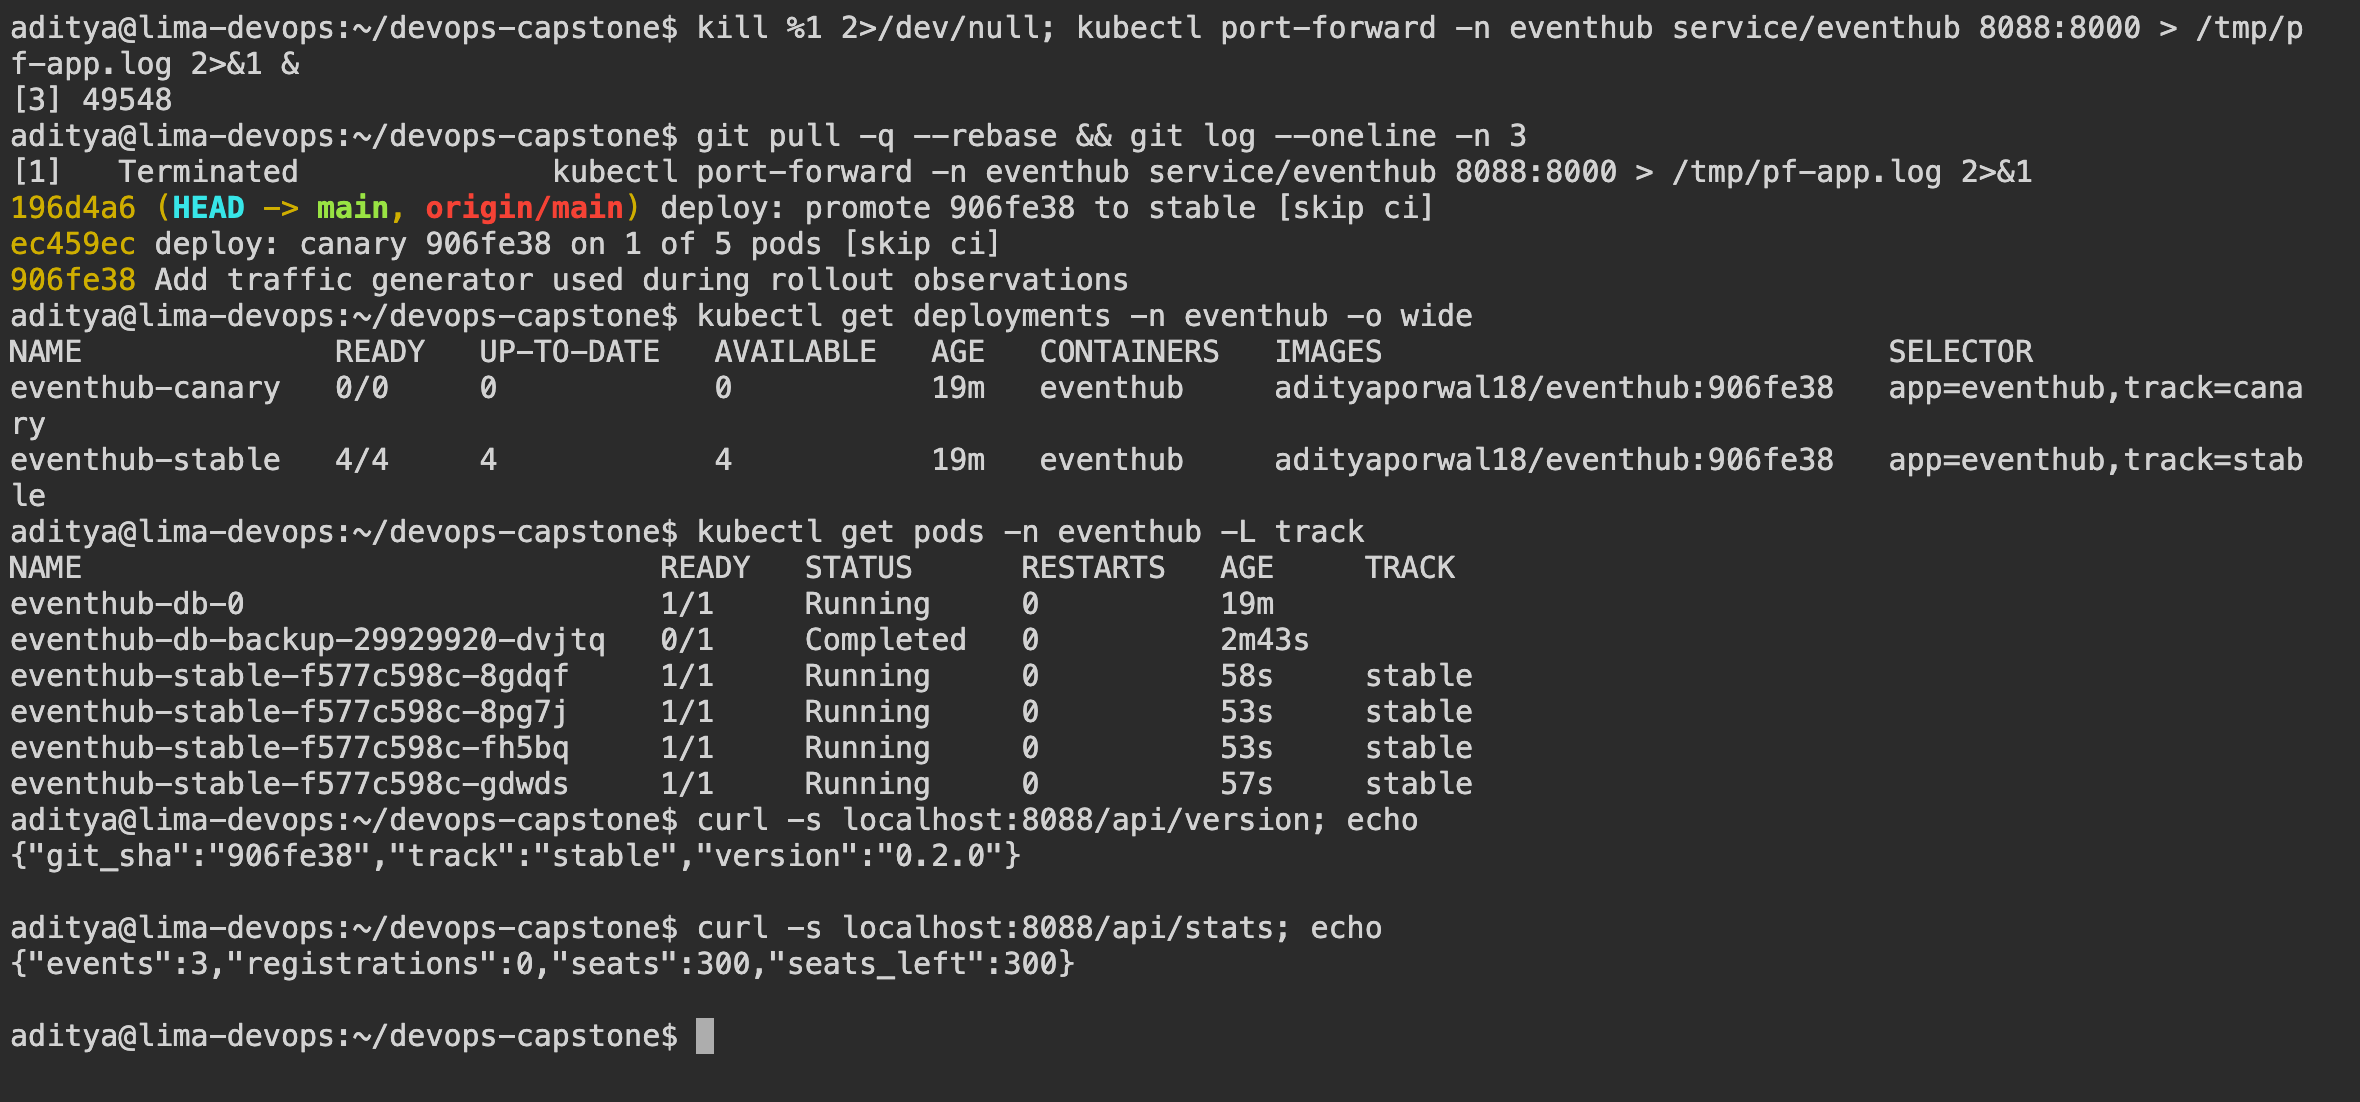 aditya@lima-devops:~/devops-capstone$ kill %1 2>/dev/null; kubectl port-forward -n eventhub service/eventhub 8088:8000 > /tmp/p
f-app.log 2>&1 &
[3] 49548
aditya@lima-devops:~/devops-capstone$ git pull -q --rebase && git log --oneline -n 3
[1]   Terminated              kubectl port-forward -n eventhub service/eventhub 8088:8000 > /tmp/pf-app.log 2>&1
196d4a6 (HEAD -> main, origin/main) deploy: promote 906fe38 to stable [skip ci]
ec459ec deploy: canary 906fe38 on 1 of 5 pods [skip ci]
906fe38 Add traffic generator used during rollout observations
aditya@lima-devops:~/devops-capstone$ kubectl get deployments -n eventhub -o wide
NAME              READY   UP-TO-DATE   AVAILABLE   AGE   CONTAINERS   IMAGES                            SELECTOR
eventhub-canary   0/0     0            0           19m   eventhub     adityaporwal18/eventhub:906fe38   app=eventhub,track=cana
ry
eventhub-stable   4/4     4            4           19m   eventhub     adityaporwal18/eventhub:906fe38   app=eventhub,track=stab
le
aditya@lima-devops:~/devops-capstone$ kubectl get pods -n eventhub -L track
NAME                                READY   STATUS      RESTARTS   AGE     TRACK
eventhub-db-0                       1/1     Running     0          19m
eventhub-db-backup-29929920-dvjtq   0/1     Completed   0          2m43s
eventhub-stable-f577c598c-8gdqf     1/1     Running     0          58s     stable
eventhub-stable-f577c598c-8pg7j     1/1     Running     0          53s     stable
eventhub-stable-f577c598c-fh5bq     1/1     Running     0          53s     stable
eventhub-stable-f577c598c-gdwds     1/1     Running     0          57s     stable
aditya@lima-devops:~/devops-capstone$ curl -s localhost:8088/api/version; echo
{"git_sha":"906fe38","track":"stable","version":"0.2.0"}
aditya@lima-devops:~/devops-capstone$ curl -s localhost:8088/api/stats; echo
{"events":3,"registrations":0,"seats":300,"seats_left":300}
aditya@lima-devops:~/devops-capstone$